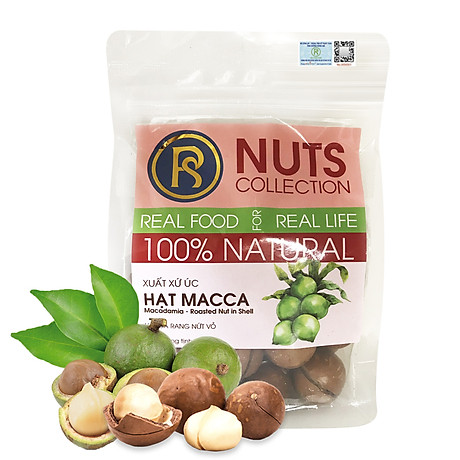 PS
NUTS
COLLECTION
REAL FOOD FOR REAL LIFE
100% NATURAL
XUẤT XỨ ÚC
HẠT MACCA
Macadamia - Roasted Nut in Shell
RANG NỨT VỎ